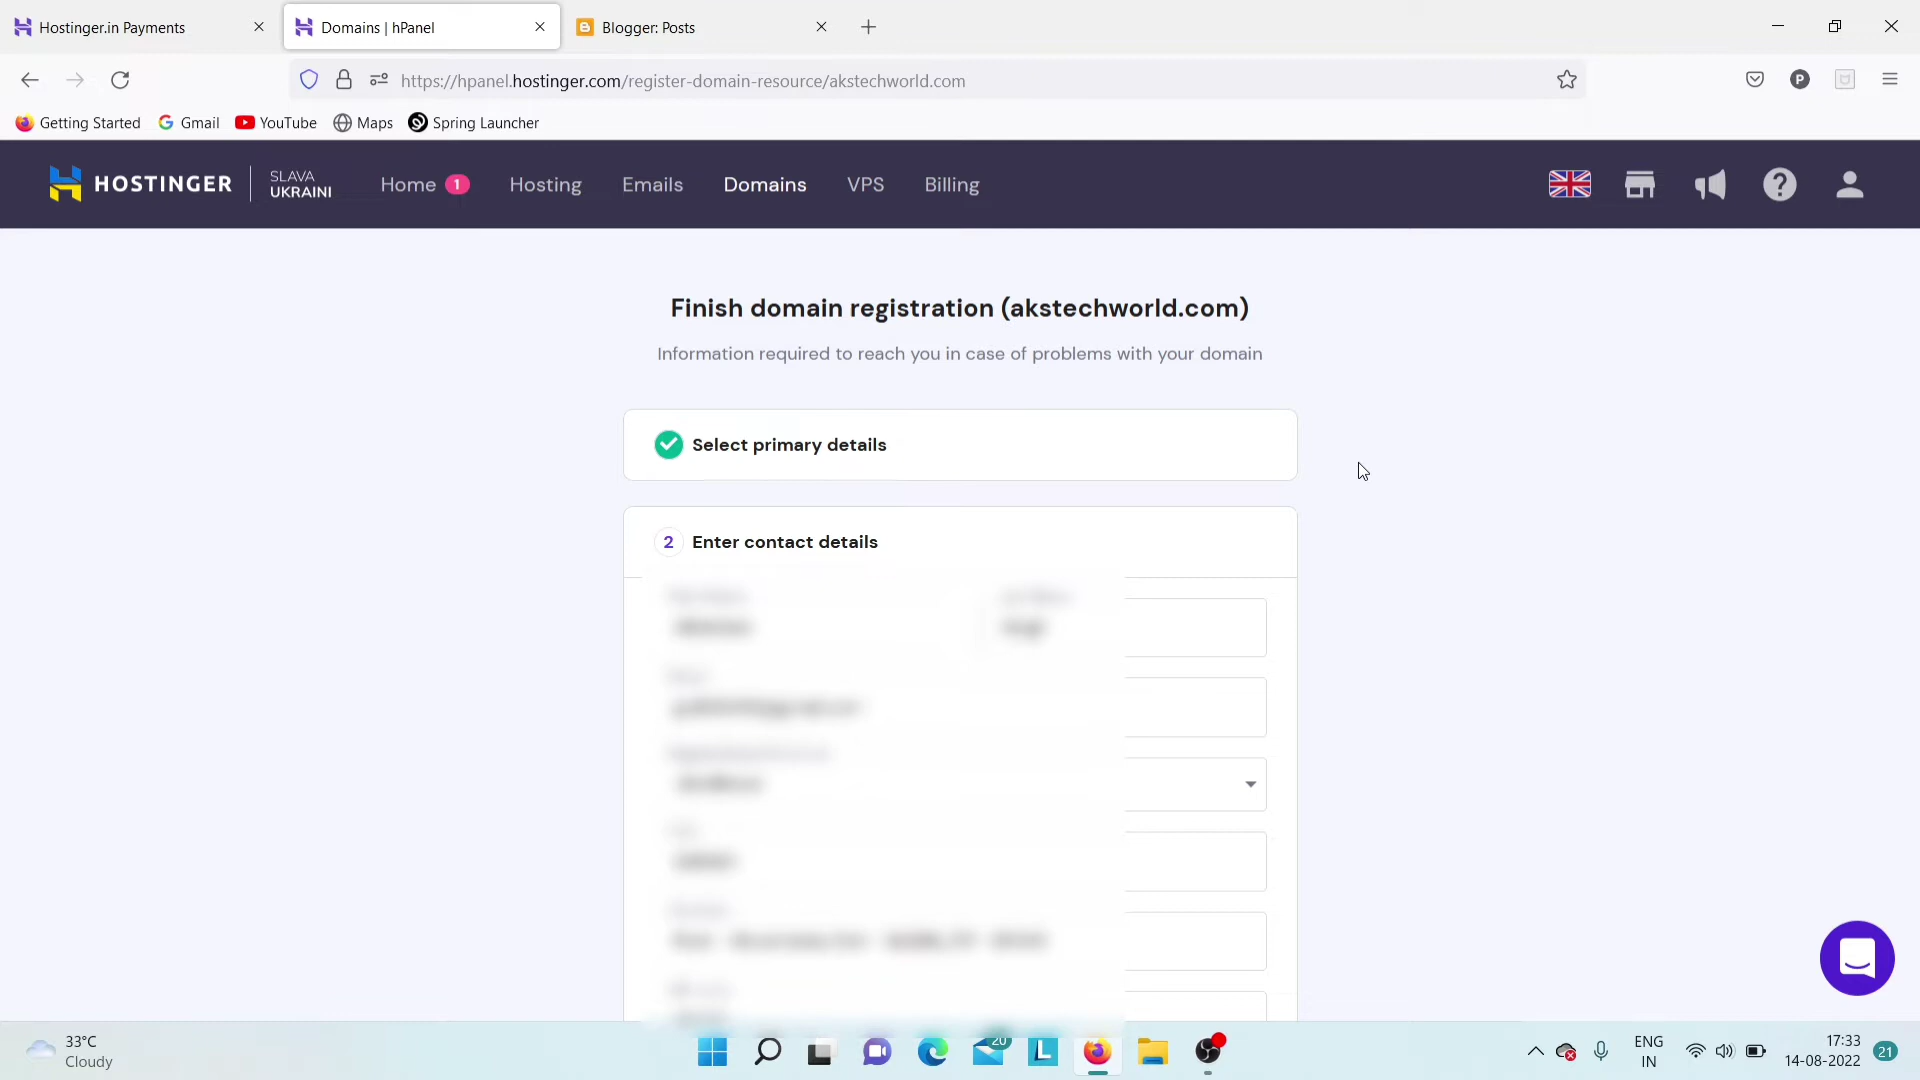 Hostinger.in Payments
Domains | hPanel
Blogger: Posts
https://hpanel.hostinger.com/register-domain-resource/akstechworld.com
P
Getting Started
Gmail
YouTube
Maps
Spring Launcher
HOSTINGER
SLAVA
UKRAINI
Home 1
Hosting
Emails
Domains
VPS
Billing
Finish domain registration (akstechworld.com)
Information required to reach you in case of problems with your domain
Select primary details
2 Enter contact details
33°C
Cloudy
20
L
ENG
IN
17:33
14-08-2022
21